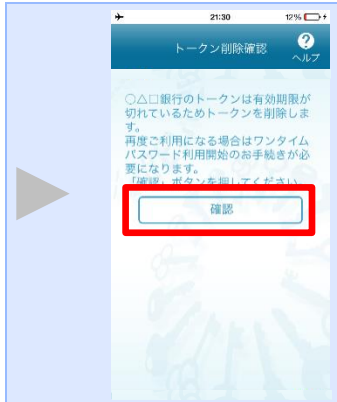 21:30
12%
トークン削除確認
?
ヘルプ
○△□銀行のトークンは有効期限が
切れているためトークンを削除しま
す。
再度ご利用になる場合はワンタイム
パスワード利用開始のお手続きが必
要になります。
「確認」ボタンを押してください
確認